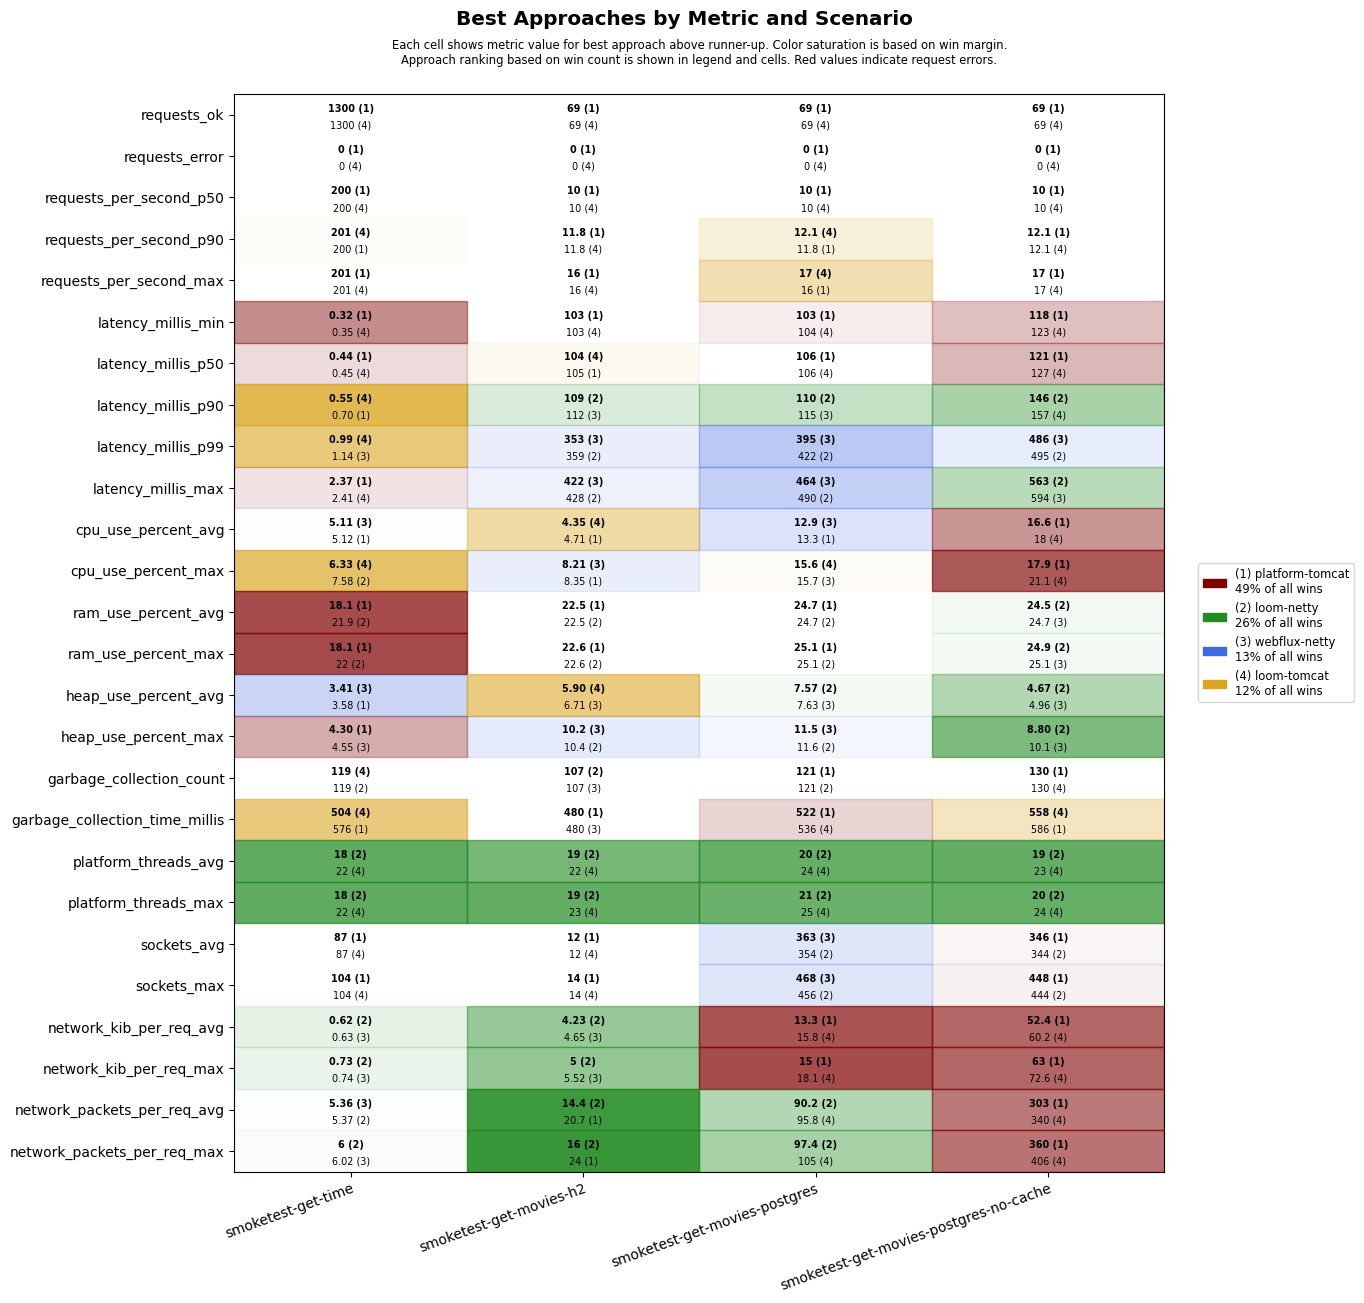 Best Approaches by Metric and Scenario
Each cell shows metric value for best approach above runner-up. Color saturation is based on win margin.
Approach ranking based on win count is shown in legend and cells. Red values indicate request errors.
requests_ok
1300 (1) 69 (1) 69 (1) 69 (1)
1300 (4) 69 (4) 69 (4) 69 (4)
requests_error
0 (1) 0 (1) 0 (1) 0 (1)
0 (4) 0 (4) 0 (4) 0 (4)
requests_per_second_p50
200 (1) 10 (1) 10 (1) 10 (1)
200 (4) 10 (4) 10 (4) 10 (4)
requests_per_second_p90
201 (4) 11.8 (1) 12.1 (4) 12.1 (1)
200 (1) 11.8 (4) 11.8 (1) 12.1 (4)
requests_per_second_max
201 (1) 16 (1) 17 (4) 17 (1)
201 (4) 16 (4) 16 (1) 17 (4)
latency_millis_min
0.32 (1) 103 (1) 103 (1) 118 (1)
0.35 (4) 103 (4) 104 (4) 123 (4)
latency_millis_p50
0.44 (1) 104 (4) 106 (1) 121 (1)
0.45 (4) 105 (1) 106 (4) 127 (4)
latency_millis_p90
0.55 (4) 109 (2) 110 (2) 146 (2)
0.70 (1) 112 (3) 115 (3) 157 (4)
latency_millis_p99
0.99 (4) 353 (3) 395 (3) 486 (3)
1.14 (3) 359 (2) 422 (2) 495 (2)
latency_millis_max
2.37 (1) 422 (3) 464 (3) 563 (2)
2.41 (4) 428 (2) 490 (2) 594 (3)
cpu_use_percent_avg
5.11 (3) 4.35 (4) 12.9 (3) 16.6 (1)
5.12 (1) 4.71 (1) 13.3 (1) 18 (4)
cpu_use_percent_max
6.33 (4) 8.21 (3) 15.6 (4) 17.9 (1)
7.58 (2) 8.35 (1) 15.7 (3) 21.1 (4)
ram_use_percent_avg
18.1 (1) 22.5 (1) 24.7 (1) 24.5 (2)
21.9 (2) 22.5 (2) 24.7 (2) 24.7 (3)
ram_use_percent_max
18.1 (1) 22.6 (1) 25.1 (1) 24.9 (2)
22 (2) 22.6 (2) 25.1 (2) 25.1 (3)
heap_use_percent_avg
3.41 (3) 5.90 (4) 7.57 (2) 4.67 (2)
3.58 (1) 6.71 (3) 7.63 (3) 4.96 (3)
heap_use_percent_max
4.30 (1) 10.2 (3) 11.5 (3) 8.80 (2)
4.55 (3) 10.4 (2) 11.6 (2) 10.1 (3)
garbage_collection_count
119 (4) 107 (2) 121 (1) 130 (1)
119 (2) 107 (3) 121 (2) 130 (4)
garbage_collection_time_millis
504 (4) 480 (1) 522 (1) 558 (4)
576 (1) 480 (3) 536 (4) 586 (1)
platform_threads_avg
18 (2) 19 (2) 20 (2) 19 (2)
22 (4) 22 (4) 24 (4) 23 (4)
platform_threads_max
18 (2) 19 (2) 21 (2) 20 (2)
22 (4) 23 (4) 25 (4) 24 (4)
sockets_avg
87 (1) 12 (1) 363 (3) 346 (1)
87 (4) 12 (4) 354 (2) 344 (2)
sockets_max
104 (1) 14 (1) 468 (3) 448 (1)
104 (4) 14 (4) 456 (2) 444 (2)
network_kib_per_req_avg
0.62 (2) 4.23 (2) 13.3 (1) 52.4 (1)
0.63 (3) 4.65 (3) 15.8 (4) 60.2 (4)
network_kib_per_req_max
0.73 (2) 5 (2) 15 (1) 63 (1)
0.74 (3) 5.52 (3) 18.1 (4) 72.6 (4)
network_packets_per_req_avg
5.36 (3) 14.4 (2) 90.2 (2) 303 (1)
5.37 (2) 20.7 (1) 95.8 (4) 340 (4)
network_packets_per_req_max
6 (2) 16 (2) 97.4 (2) 360 (1)
6.02 (3) 24 (1) 105 (4) 406 (4)
smoketest-get-time
smoketest-get-movies-h2
smoketest-get-movies-postgres
smoketest-get-movies-postgres-no-cache
(1) platform-tomcat
49% of all wins
(2) loom-netty
26% of all wins
(3) webflux-netty
13% of all wins
(4) loom-tomcat
12% of all wins